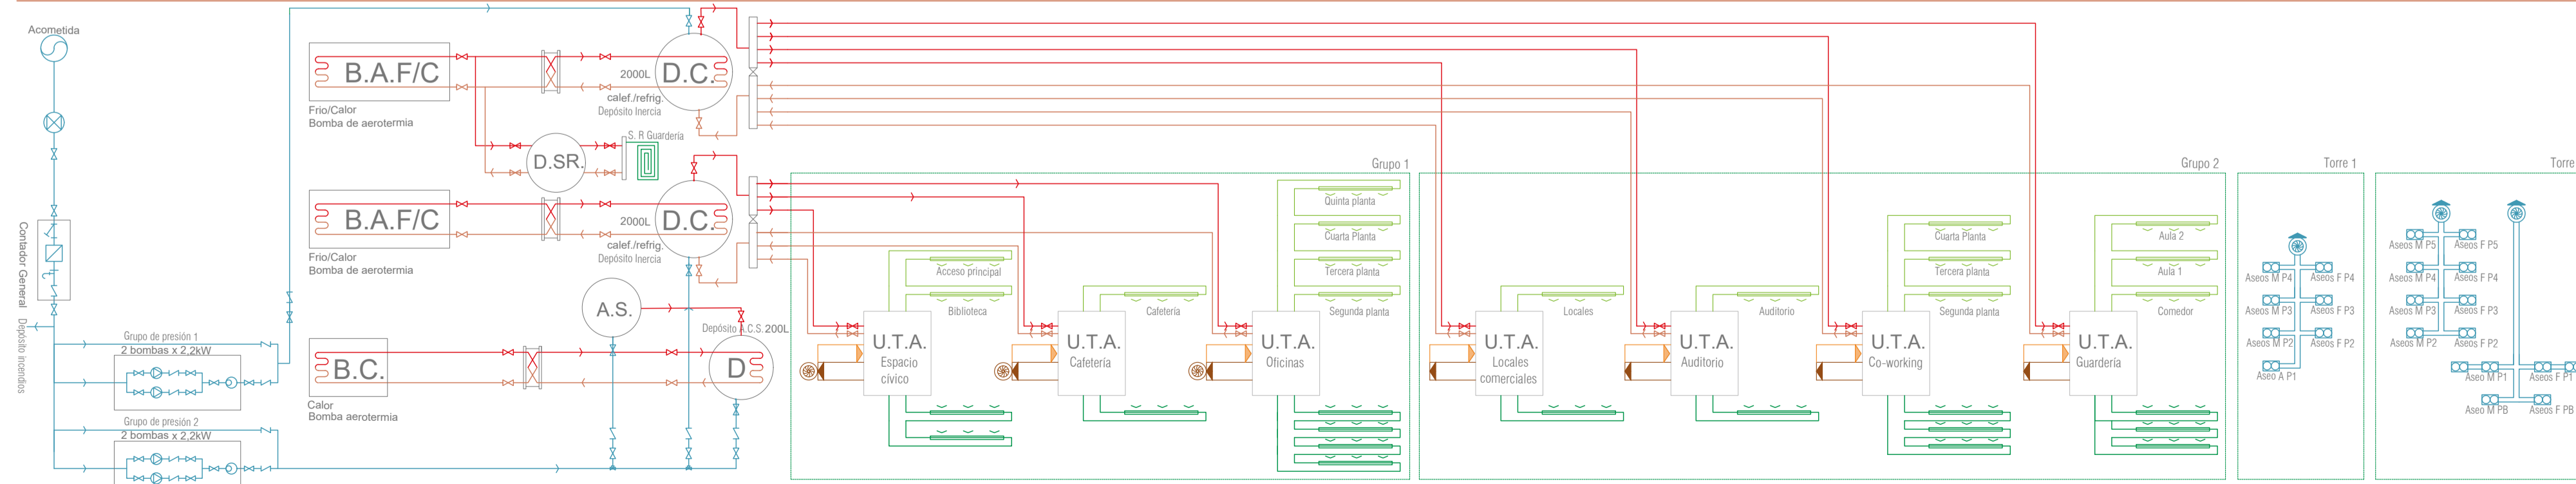 Acometida
Contador General
Depósito incendios
Grupo de presión 1
2 bombas x 2,2kW
Grupo de presión 2
2 bombas x 2,2kW
B.A.F/C
Frio/Calor
Bomba de aerotermia
2000L
D.C.
calef./refrig.
Depósito Inercia
D.SR.
S. R Guardería
B.A.F/C
Frio/Calor
Bomba de aerotermia
2000L
D.C.
calef./refrig.
Depósito Inercia
A.S.
Depósito A.C.S. 200L
B.C.
D
Calor
Bomba aerotermia
Grupo 1
Acceso principal
Biblioteca
U.T.A.
Espacio
cívico
Cafetería
U.T.A.
Cafetería
Quinta planta
Cuarta Planta
Tercera planta
Segunda planta
U.T.A.
Oficinas
Grupo 2
Locales
U.T.A.
Locales
comerciales
Auditorio
U.T.A.
Auditorio
Cuarta Planta
Tercera planta
Segunda planta
U.T.A.
Co-working
Aula 2
Aula 1
Comedor
U.T.A.
Guardería
Torre 1
Aseos M P4
Aseos F P4
Aseos M P3
Aseos F P3
Aseos M P2
Aseos F P2
Aseo A P1
Torre
Aseos M P5
Aseos F P5
Aseos M P4
Aseos F P4
Aseos M P3
Aseos F P3
Aseos M P2
Aseos F P2
Aseo M P1
Aseos F P1
Aseo M PB
Aseos F PB